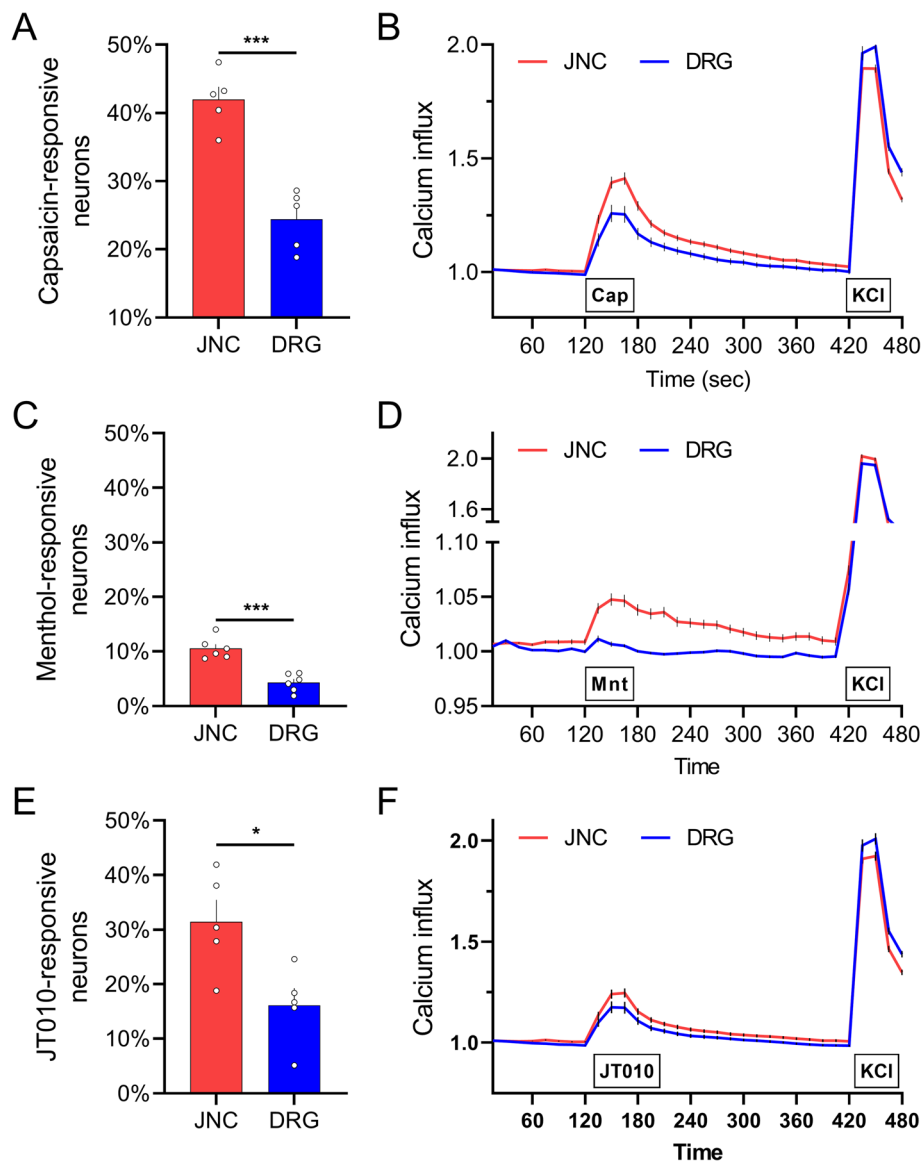 A
Capsaicin-responsive
neurons
50%
40%
30%
20%
10%
***
JNC
DRG
B
Calcium influx
2.0
1.5
1.0
JNC
DRG
Cap
KCl
60
120
180
240
300
360
420
480
Time (sec)
C
Menthol-responsive
neurons
50%
40%
30%
20%
10%
0%
***
JNC
DRG
D
Calcium influx
2.0
1.6
1.10
1.05
1.00
0.95
JNC
DRG
Mnt
KCl
60
120
180
240
300
360
420
480
Time
E
JT010-responsive
neurons
50%
40%
30%
20%
10%
0%
*
JNC
DRG
F
Calcium influx
2.0
1.5
1.0
JNC
DRG
JT010
KCl
60
120
180
240
300
360
420
480
Time